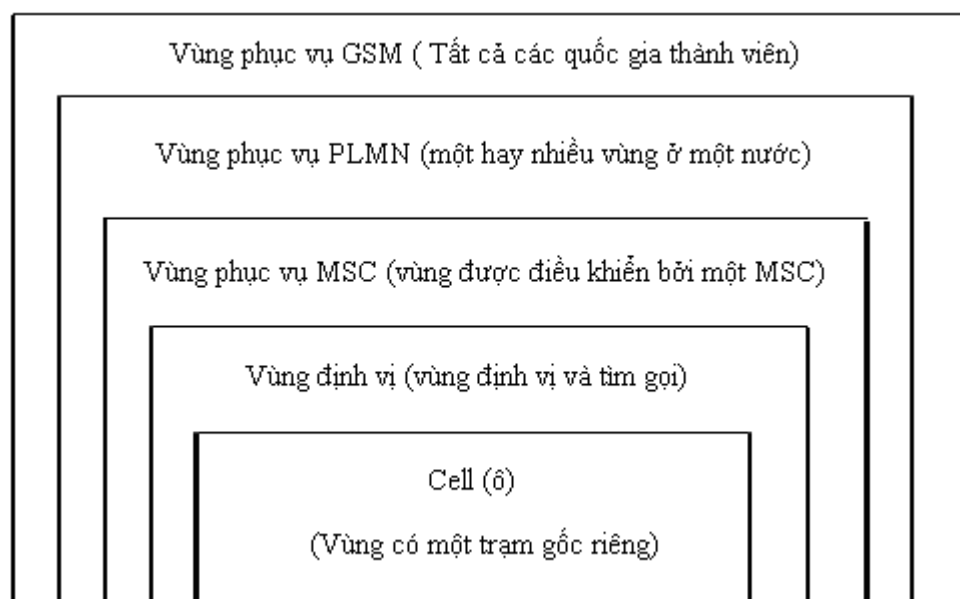 Vùng phục vụ GSM ( Tất cả các quốc gia thành viên)
Vùng phục vụ PLMN (một hay nhiều vùng ở một nước)
Vùng phục vụ MSC (vùng được điều khiển bởi một MSC)
Vùng định vị (vùng định vị và tìm gọi)
Cell (ô)
(Vùng có một trạm gốc riêng)